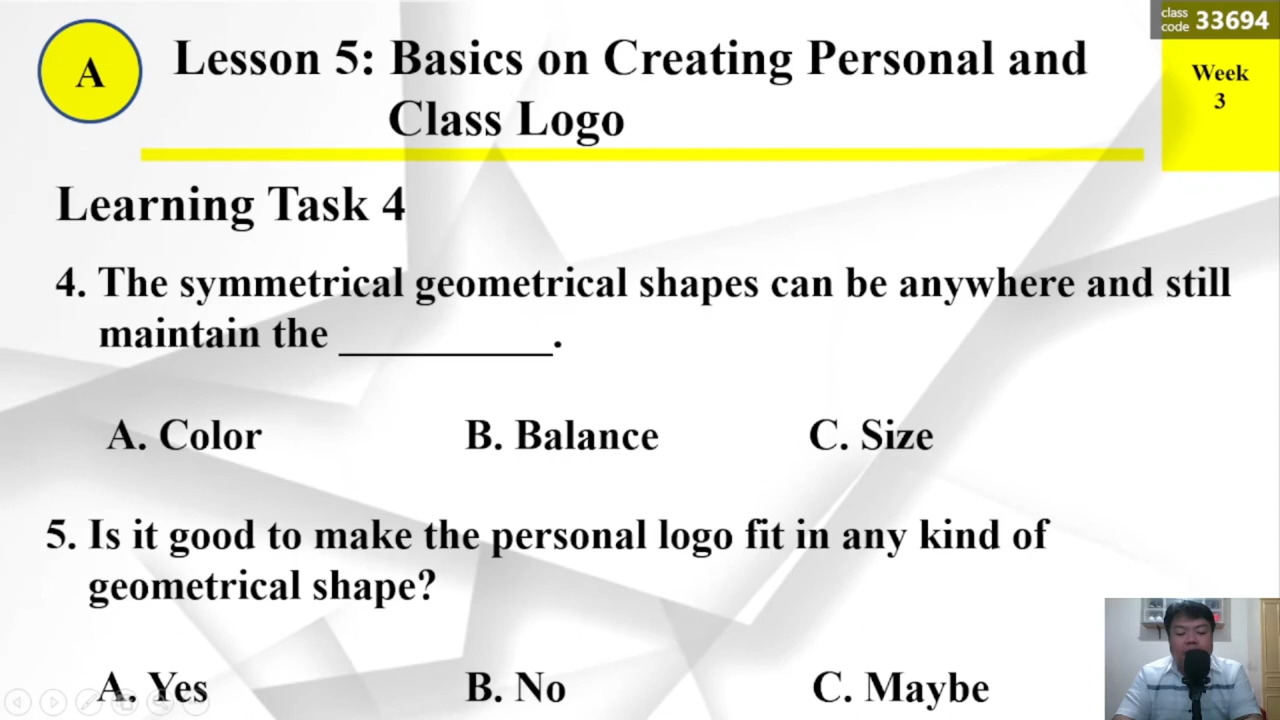 class code 33694
A
Lesson 5: Basics on Creating Personal and
Class Logo
Week
3
Learning Task 4
4. The symmetrical geometrical shapes can be anywhere and still
maintain the __________.
A. Color B. Balance C. Size
5. Is it good to make the personal logo fit in any kind of
geometrical shape?
A. Yes B. No C. Maybe